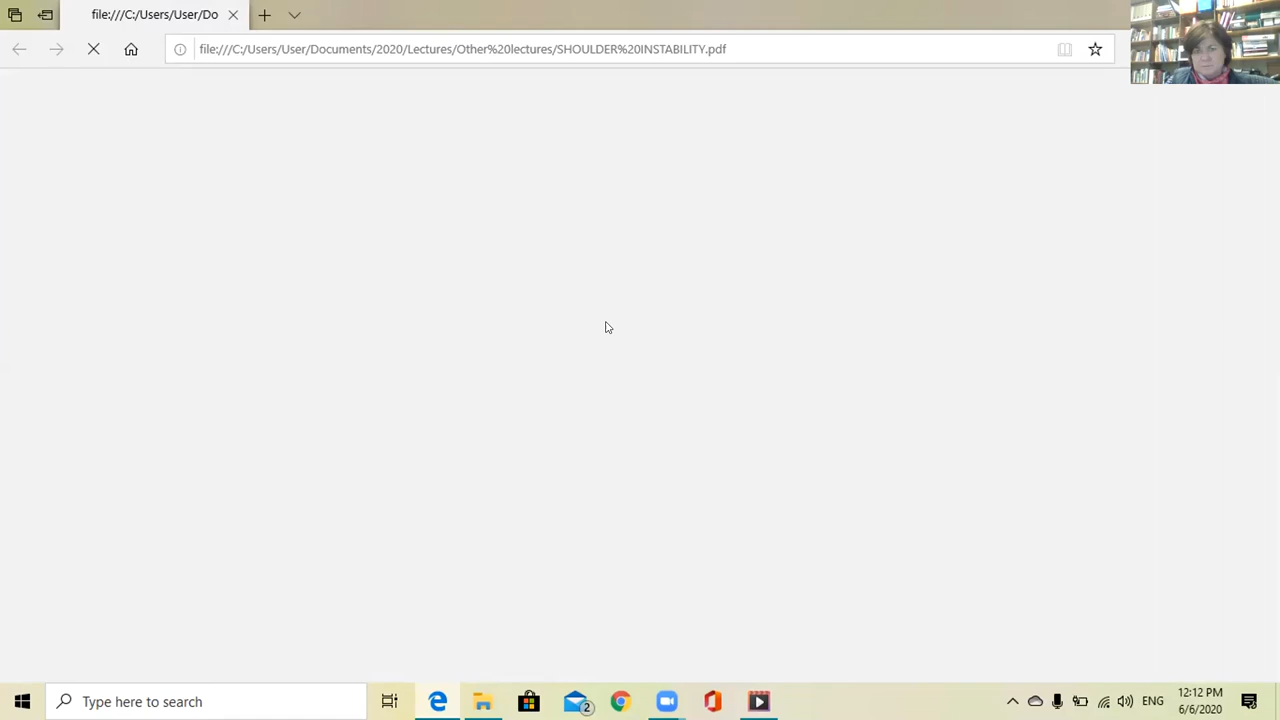 file:///C:/Users/User/Do
file:///C:/Users/User/Documents/2020/Lectures/Other%20lectures/SHOULDER%20INSTABILITY.pdf
Type here to search
2
ENG
12:12 PM
6/6/2020